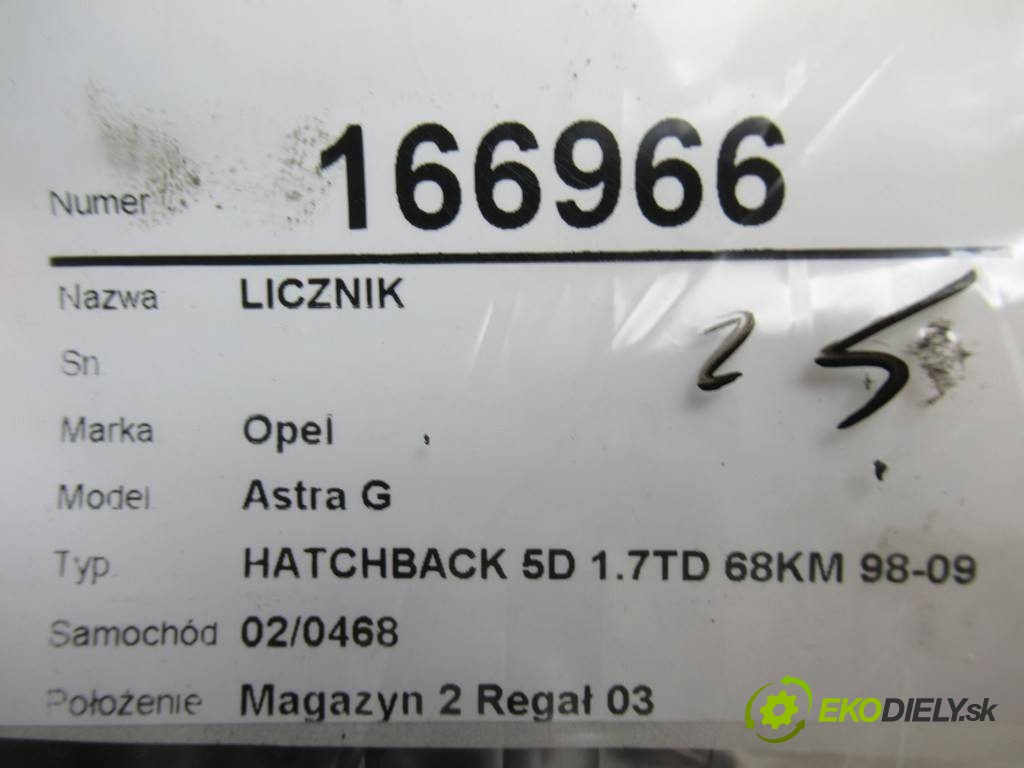 Numer 166966
Nazwa LICZNIK
25
Sn
Marka Opel
Model Astra G
Typ HATCHBACK 5D 1.7TD 68KM 98-09
Samochód 02/0468
Położenie Magazyn 2 Regał 03
EKODIELY.sk